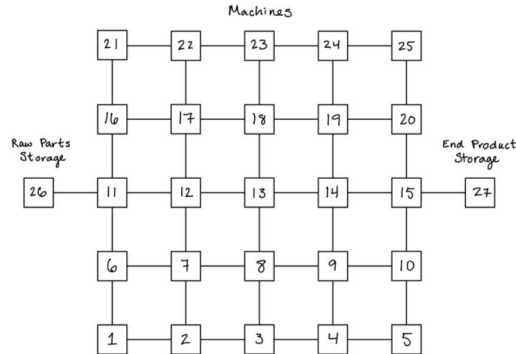 Machines
21 22 23 24 25
16 17 18 19 20
Raw Parts
Storage
End Product
Storage
26 11 12 13 14 15 27
6 7 8 9 10
1 2 3 4 5